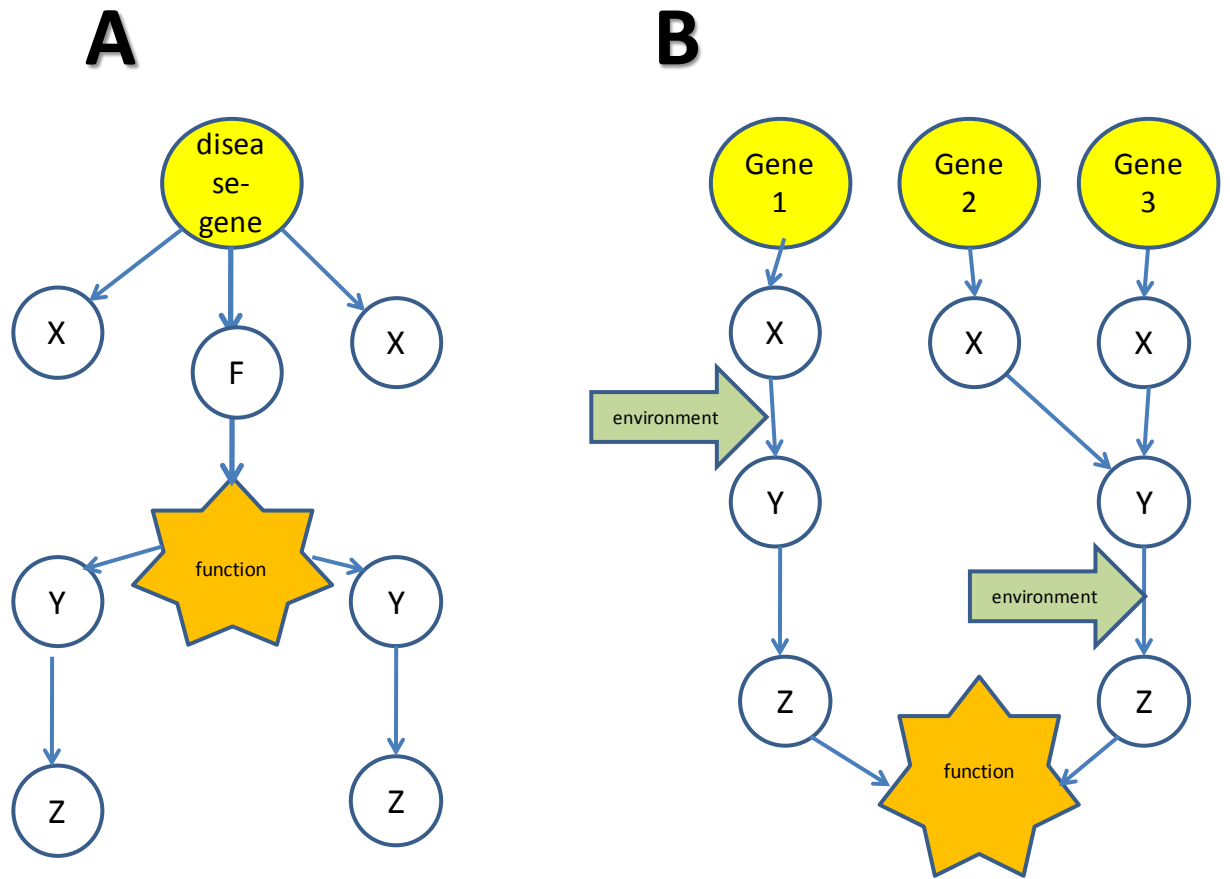 A
disea
se-
gene
X
F
X
function
Y
Y
Z
Z
B
Gene
1
Gene
2
Gene
3
X
X
X
environment
Y
Y
environment
Z
Z
function